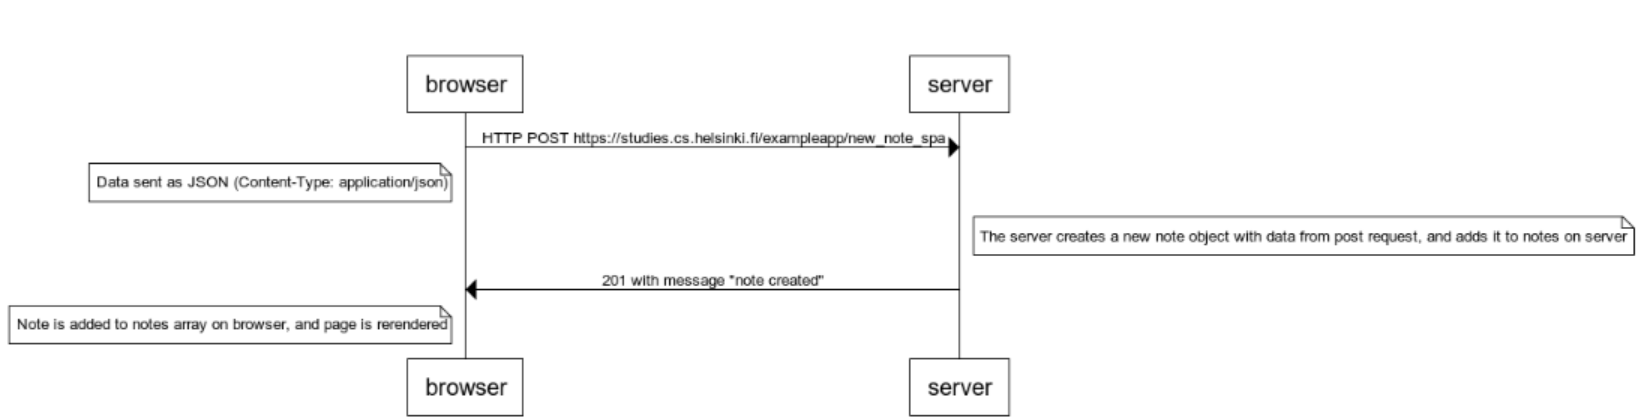 browser
server
HTTP POST https://studies.cs.helsinki.fi/exampleapp/new_note_spa
Data sent as JSON (Content-Type: application/json)
The server creates a new note object with data from post request, and adds it to notes on server
201 with message "note created"
Note is added to notes array on browser, and page is rerendered
browser
server